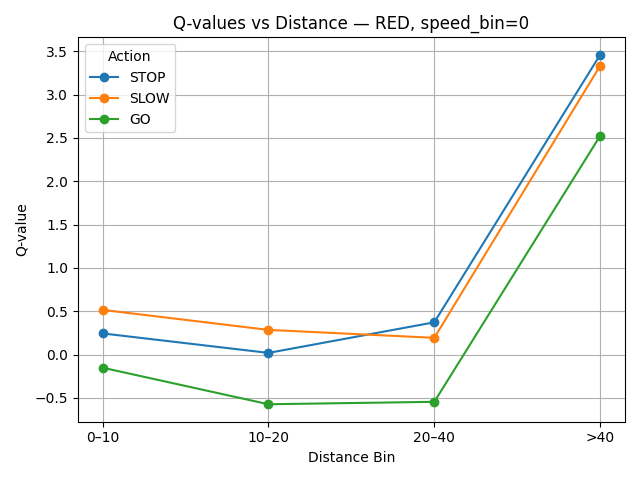 Q-values vs Distance — RED, speed_bin=0
Action
STOP
SLOW
GO
Q-value
3.5
3.0
2.5
2.0
1.5
1.0
0.5
0.0
−0.5
0–10
10–20
20–40
>40
Distance Bin